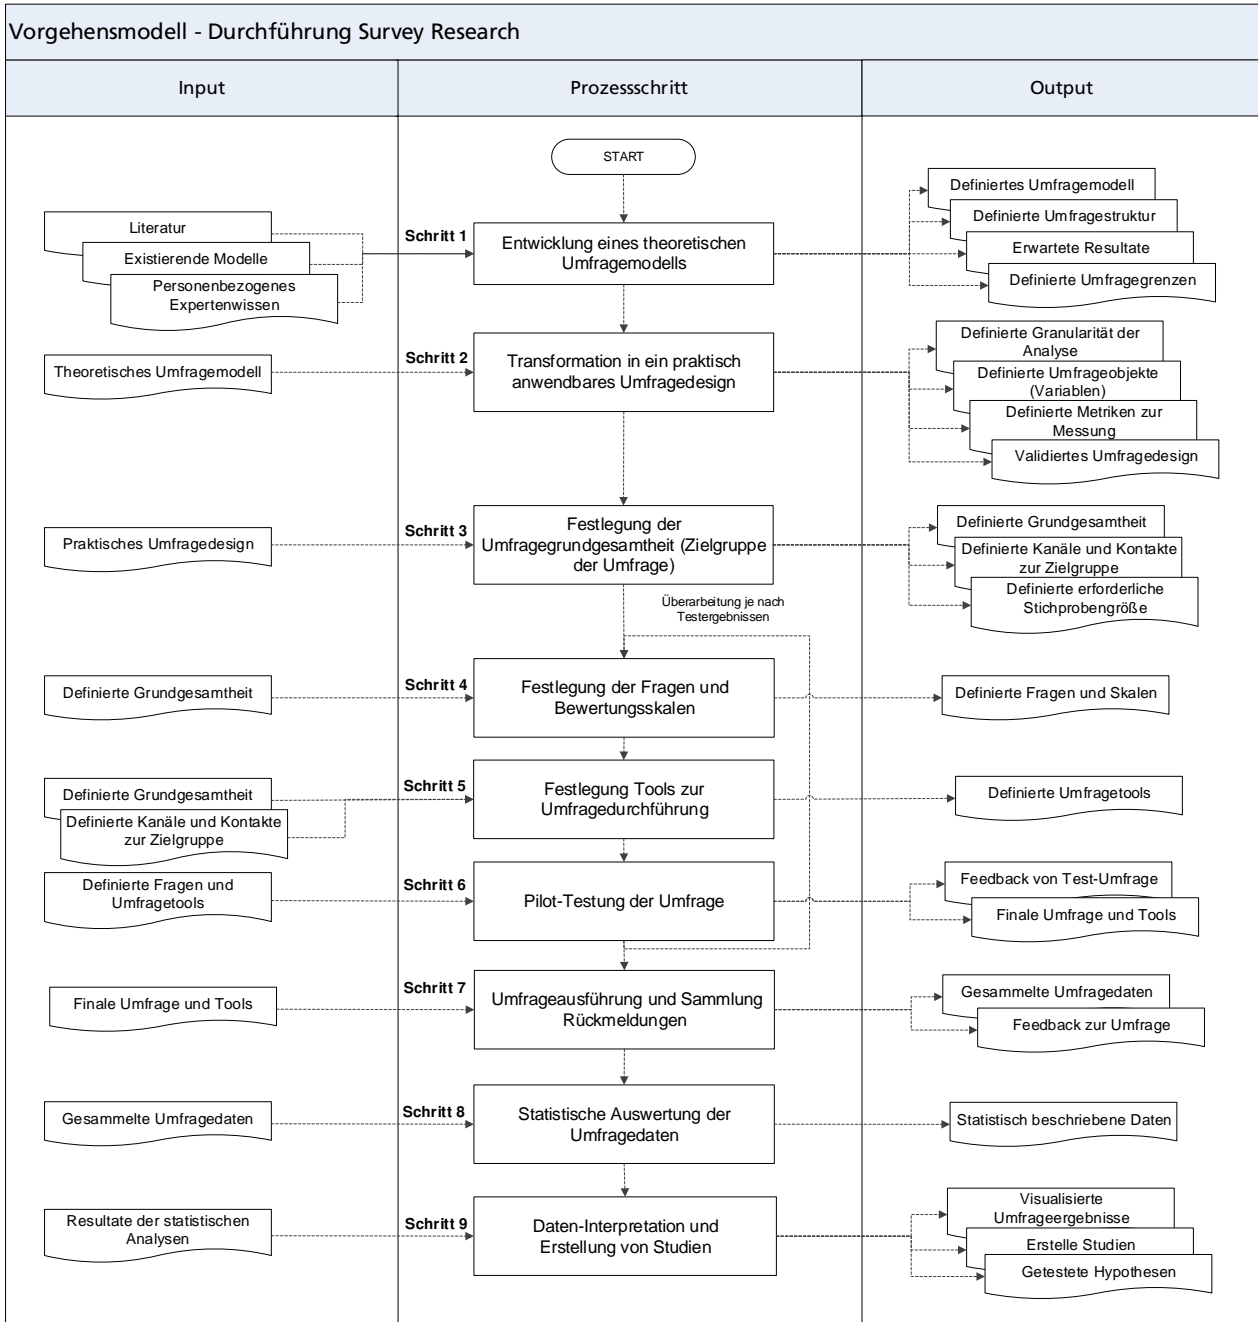 Vorgehensmodell - Durchführung Survey Research
Input
Prozessschritt
Output
START
Literatur
Existierende Modelle
Personenbezogenes
Expertenwissen
Schritt 1
Entwicklung eines theoretischen
Umfragemodells
Definiertes Umfragemodell
Definierte Umfragestruktur
Erwartete Resultate
Definierte Umfragegrenzen
Theoretisches Umfragemodell
Schritt 2
Transformation in ein praktisch
anwendbares Umfragedesign
Definierte Granularität der
Analyse
Definierte Umfrageobjekte
(Variablen)
Definierte Metriken zur
Messung
Validiertes Umfragedesign
Praktisches Umfragedesign
Schritt 3
Festlegung der
Umfragegrundgesamtheit (Zielgruppe
der Umfrage)
Definierte Grundgesamtheit
Definierte Kanäle und Kontakte
zur Zielgruppe
Definierte erforderliche
Stichprobengröße
Überarbeitung je nach
Testergebnissen
Definierte Grundgesamtheit
Schritt 4
Festlegung der Fragen und
Bewertungsskalen
Definierte Fragen und Skalen
Definierte Grundgesamtheit
Definierte Kanäle und Kontakte
zur Zielgruppe
Schritt 5
Festlegung Tools zur
Umfragedurchführung
Definierte Umfragetools
Definierte Fragen und
Umfragetools
Schritt 6
Pilot-Testung der Umfrage
Feedback von Test-Umfrage
Finale Umfrage und Tools
Finale Umfrage und Tools
Schritt 7
Umfrageausführung und Sammlung
Rückmeldungen
Gesammelte Umfragedaten
Feedback zur Umfrage
Gesammelte Umfragedaten
Schritt 8
Statistische Auswertung der
Umfragedaten
Statistisch beschriebene Daten
Resultate der statistischen
Analysen
Schritt 9
Daten-Interpretation und
Erstellung von Studien
Visualisierte
Umfrageergebnisse
Erstelle Studien
Getestete Hypothesen